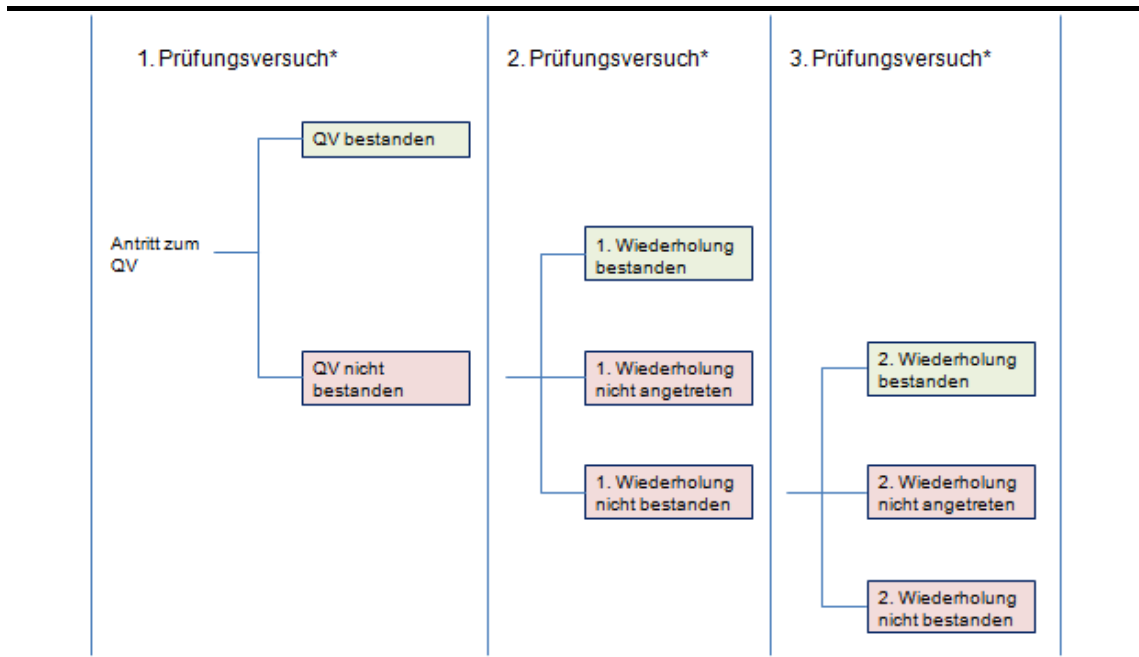 1. Prüfungsversuch*
2. Prüfungsversuch*
3. Prüfungsversuch*
QV bestanden
Antritt zum
QV
QV nicht
bestanden
1. Wiederholung
bestanden
1. Wiederholung
nicht angetreten
1. Wiederholung
nicht bestanden
2. Wiederholung
bestanden
2. Wiederholung
nicht angetreten
2. Wiederholung
nicht bestanden